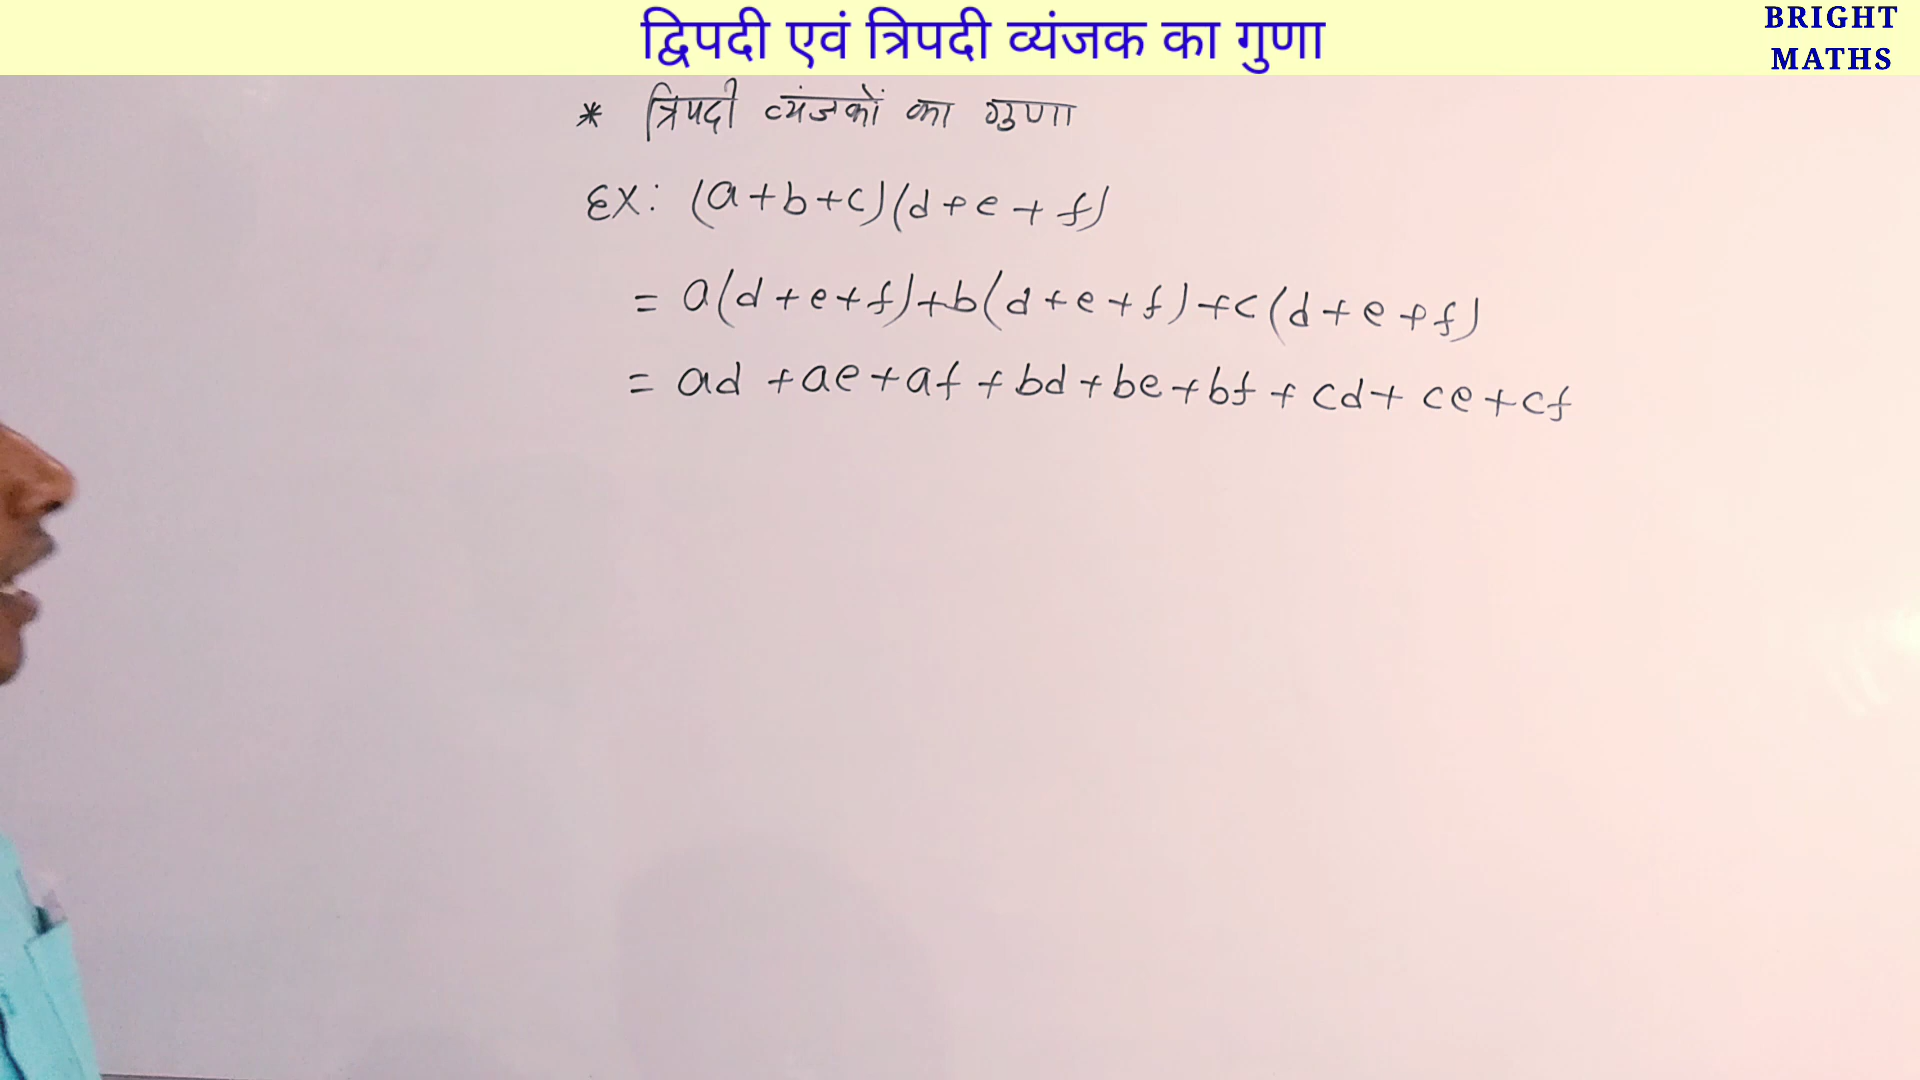 द्विपदी एवं त्रिपदी व्यंजक का गुणा
BRIGHT
MATHS
* त्रिपदी व्यंजकों का गुणा
EX: (a+b+c)(d+e+f)
= a(d+e+f)+b(d+e+f)+c(d+e+f)
= ad +ae+af+bd+be+bf+cd+ce+cf